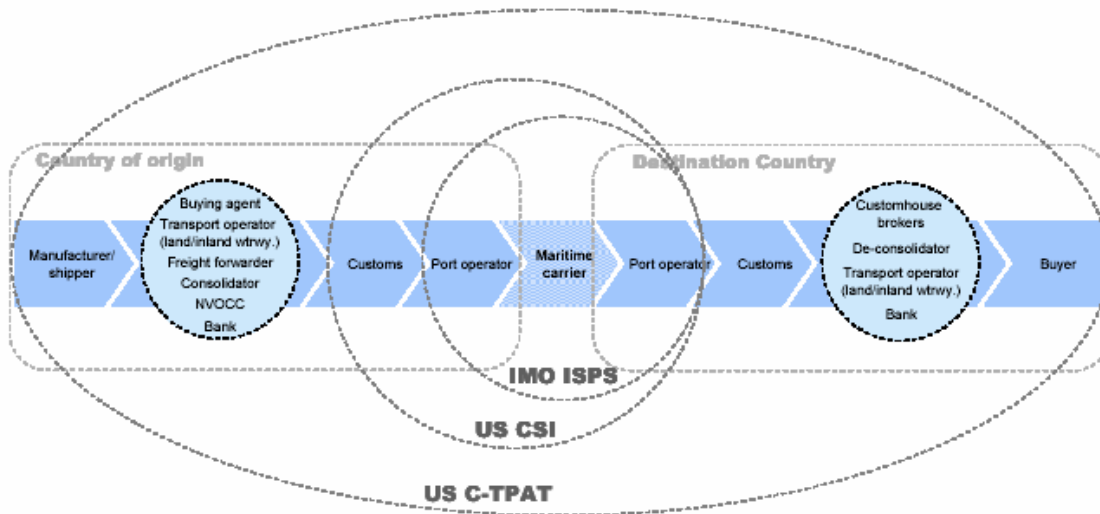 Country of origin
Destination Country
Manufacturer/
shipper
Buying agent
Transport operator
(land/inland wtrwy.)
Freight forwarder
Consolidator
NVOCC
Bank
Customs
Port operator
Maritime
carrier
Port operator
Customs
Customhouse
brokers
De-consolidator
Transport operator
(land/inland wtrwy.)
Bank
Buyer
IMO ISPS
US CSI
US C-TPAT